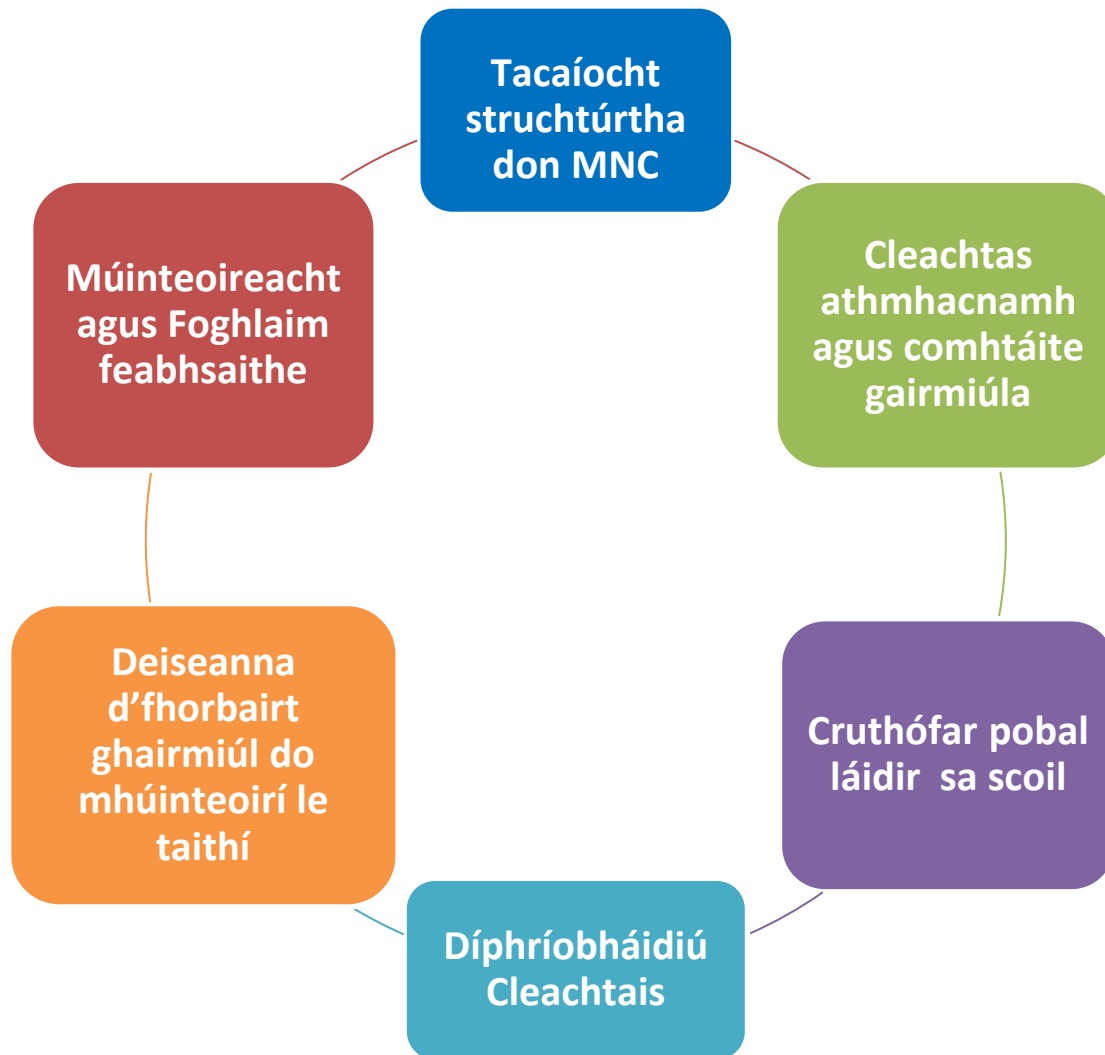 Tacaíocht
struchtúrtha
don MNC
Cleachtas
athmhacnamh
agus comhtáite
gairmiúla
Cruthófar pobal
láidir sa scoil
Díphríobháidiú
Cleachtais
Deiseanna
d’fhorbairt
ghairmiúl do
mhúinteoirí le
taithí
Múinteoireacht
agus Foghlaim
feabhsaithe